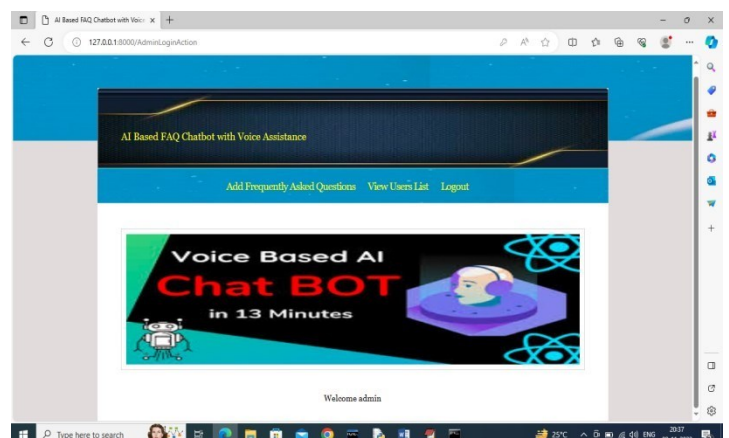 AI Based FAQ Chatbot with Voice
127.0.0.1:8000/AdminLoginAction
AI Based FAQ Chatbot with Voice Assistance
Add Frequently Asked Questions View Users List Logout
Voice Based AI
Chat BOT
in 13 Minutes
Welcome admin
Type here to search
25°C ENG 20:37